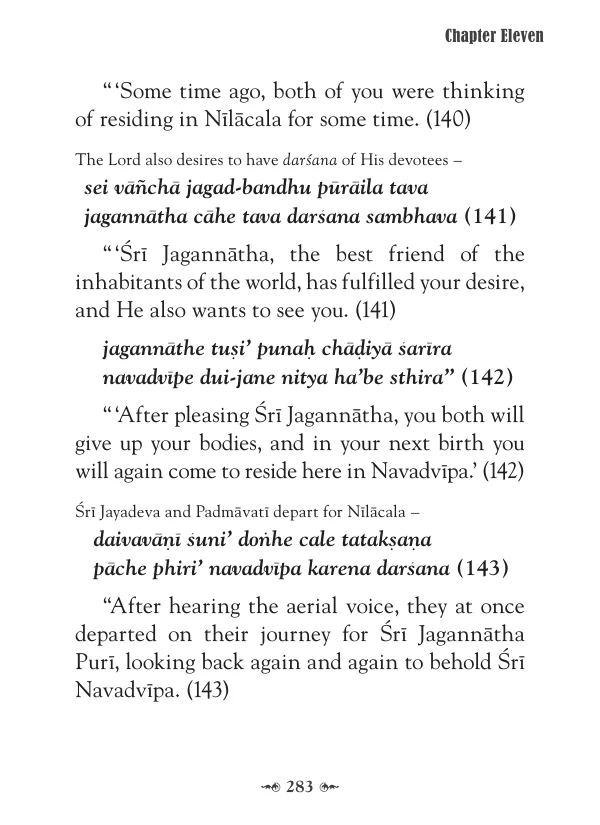 Chapter Eleven
“ ‘Some time ago, both of you were thinking
of residing in Nīlācala for some time. (140)
The Lord also desires to have darśana of His devotees –
sei vāñchā jagad-bandhu pūrāila tava
jagannātha cāhe tava darśana sambhava (141)
“ ‘Śrī Jagannātha, the best friend of the
inhabitants of the world, has fulfilled your desire,
and He also wants to see you. (141)
jagannāthe tuṣi’ punaḥ chāḍiyā śarīra
navadvīpe dui-jane nitya ha’be sthira” (142)
“ ‘After pleasing Śrī Jagannātha, you both will
give up your bodies, and in your next birth you
will again come to reside here in Navadvīpa.’ (142)
Śrī Jayadeva and Padmāvatī depart for Nīlācala –
daivavāṇī śuni’ doṅhe cale tatakṣaṇa
pāche phiri’ navadvīpa karena darśana (143)
“After hearing the aerial voice, they at once
departed on their journey for Śrī Jagannātha
Purī, looking back again and again to behold Śrī
Navadvīpa. (143)
283